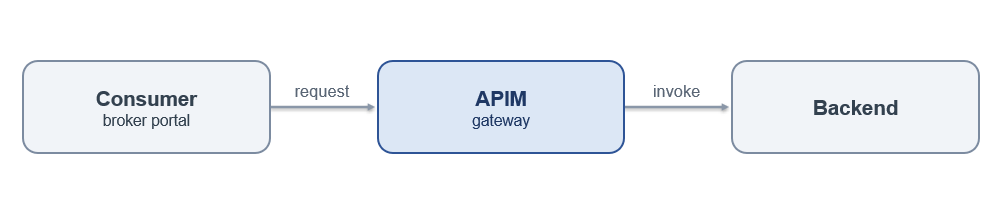 Consumer
broker portal
request
APIM
gateway
invoke
Backend